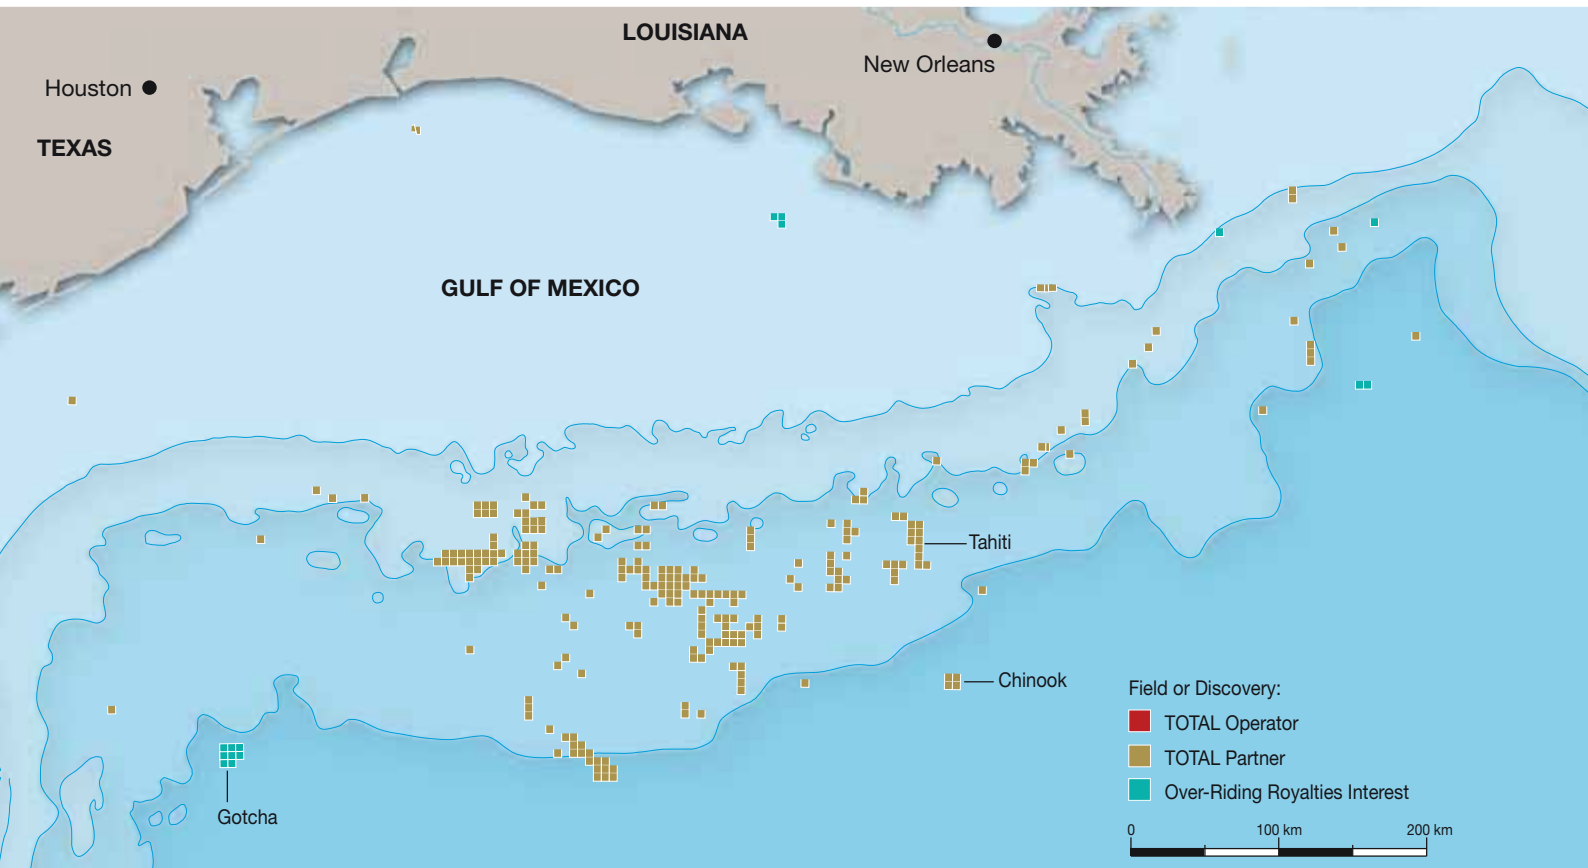 LOUISIANA
New Orleans
Houston
TEXAS
GULF OF MEXICO
Tahiti
Chinook
Gotcha
Field or Discovery:
TOTAL Operator
TOTAL Partner
Over-Riding Royalties Interest
0 100 km 200 km